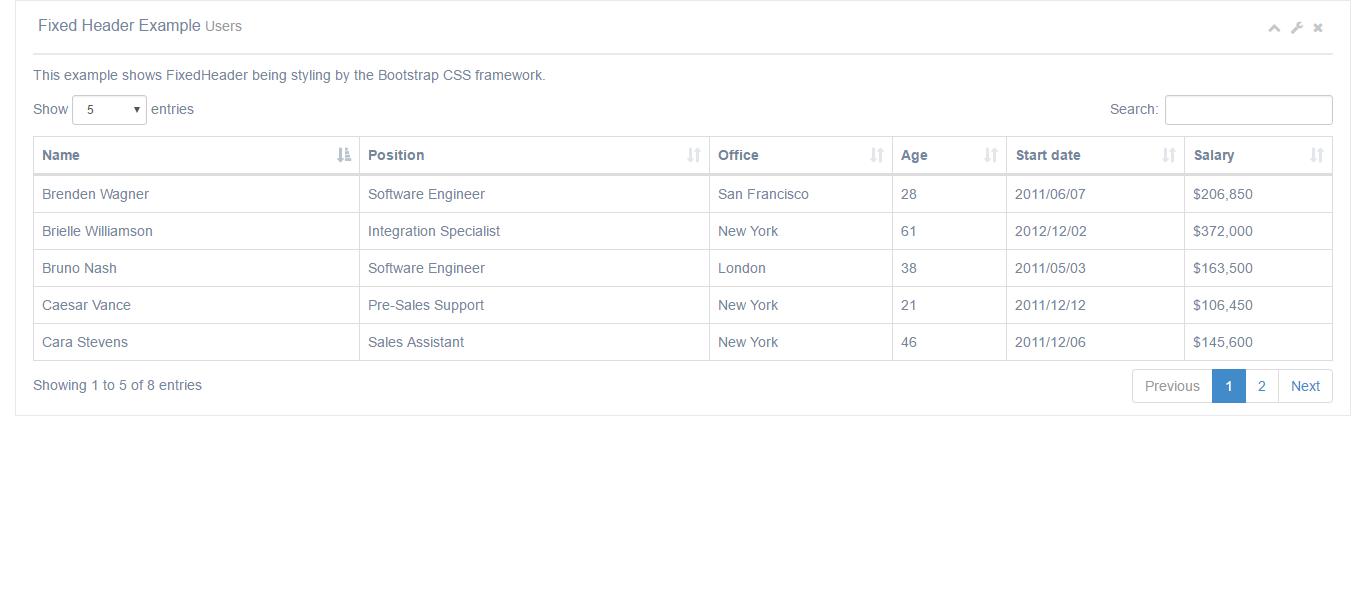 Fixed Header Example Users
This example shows FixedHeader being styling by the Bootstrap CSS framework.
Show 5 entries Search:
Name Position Office Age Start date Salary
Brenden Wagner Software Engineer San Francisco 28 2011/06/07 $206,850
Brielle Williamson Integration Specialist New York 61 2012/12/02 $372,000
Bruno Nash Software Engineer London 38 2011/05/03 $163,500
Caesar Vance Pre-Sales Support New York 21 2011/12/12 $106,450
Cara Stevens Sales Assistant New York 46 2011/12/06 $145,600
Showing 1 to 5 of 8 entries Previous 1 2 Next